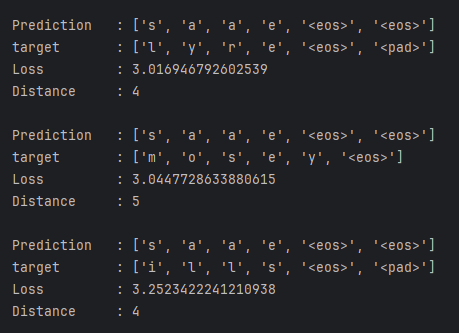 Prediction : ['s', 'a', 'a', 'e', '<eos>', '<eos>']
target : ['l', 'y', 'r', 'e', '<eos>', '<pad>']
Loss : 3.016946792602539
Distance : 4
Prediction : ['s', 'a', 'a', 'e', '<eos>', '<eos>']
target : ['m', 'o', 's', 'e', 'y', '<eos>']
Loss : 3.0447728633880615
Distance : 5
Prediction : ['s', 'a', 'a', 'e', '<eos>', '<eos>']
target : ['i', 'l', 'l', 's', '<eos>', '<pad>']
Loss : 3.2523422241210938
Distance : 4